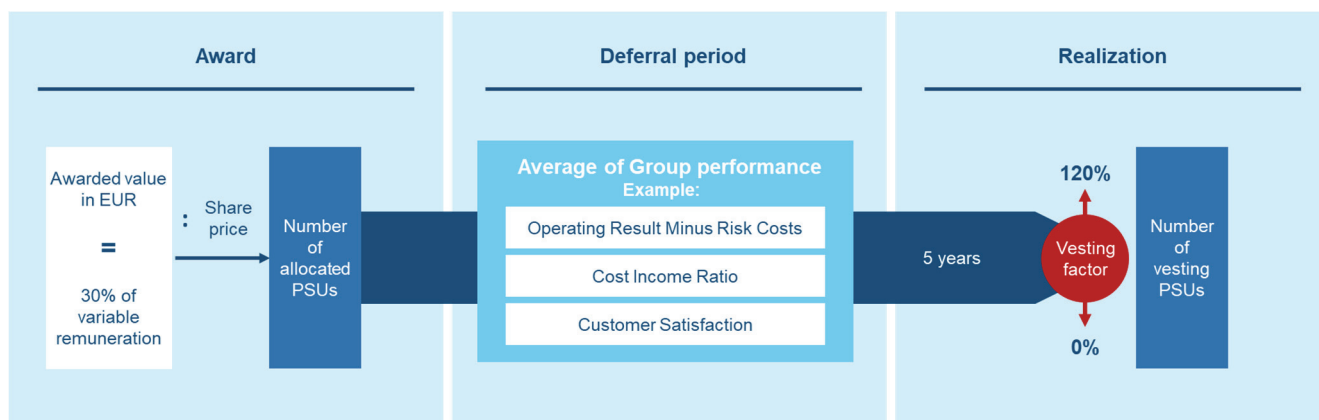 Award
Awarded value
in EUR
=
30% of
variable
remuneration
:
Share
price
Number
of
allocated
PSUs
Deferral period
Average of Group performance
Example:
Operating Result Minus Risk Costs
Cost Income Ratio
Customer Satisfaction
Realization
5 years
120%
Vesting
factor
0%
Number
of
vesting
PSUs